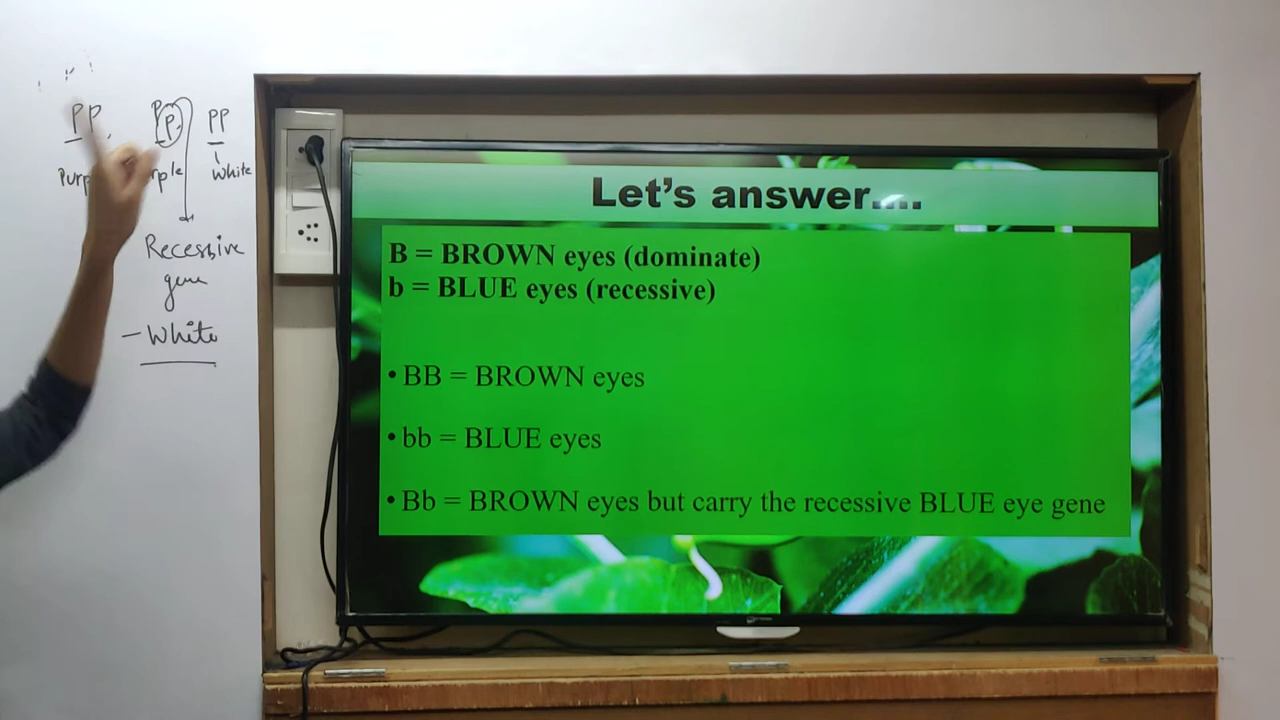 PP Pp pp
Purple white
Recessive
gene
- White
Let's answer....
B = BROWN eyes (dominate)
b = BLUE eyes (recessive)
• BB = BROWN eyes
• bb = BLUE eyes
• Bb = BROWN eyes but carry the recessive BLUE eye gene